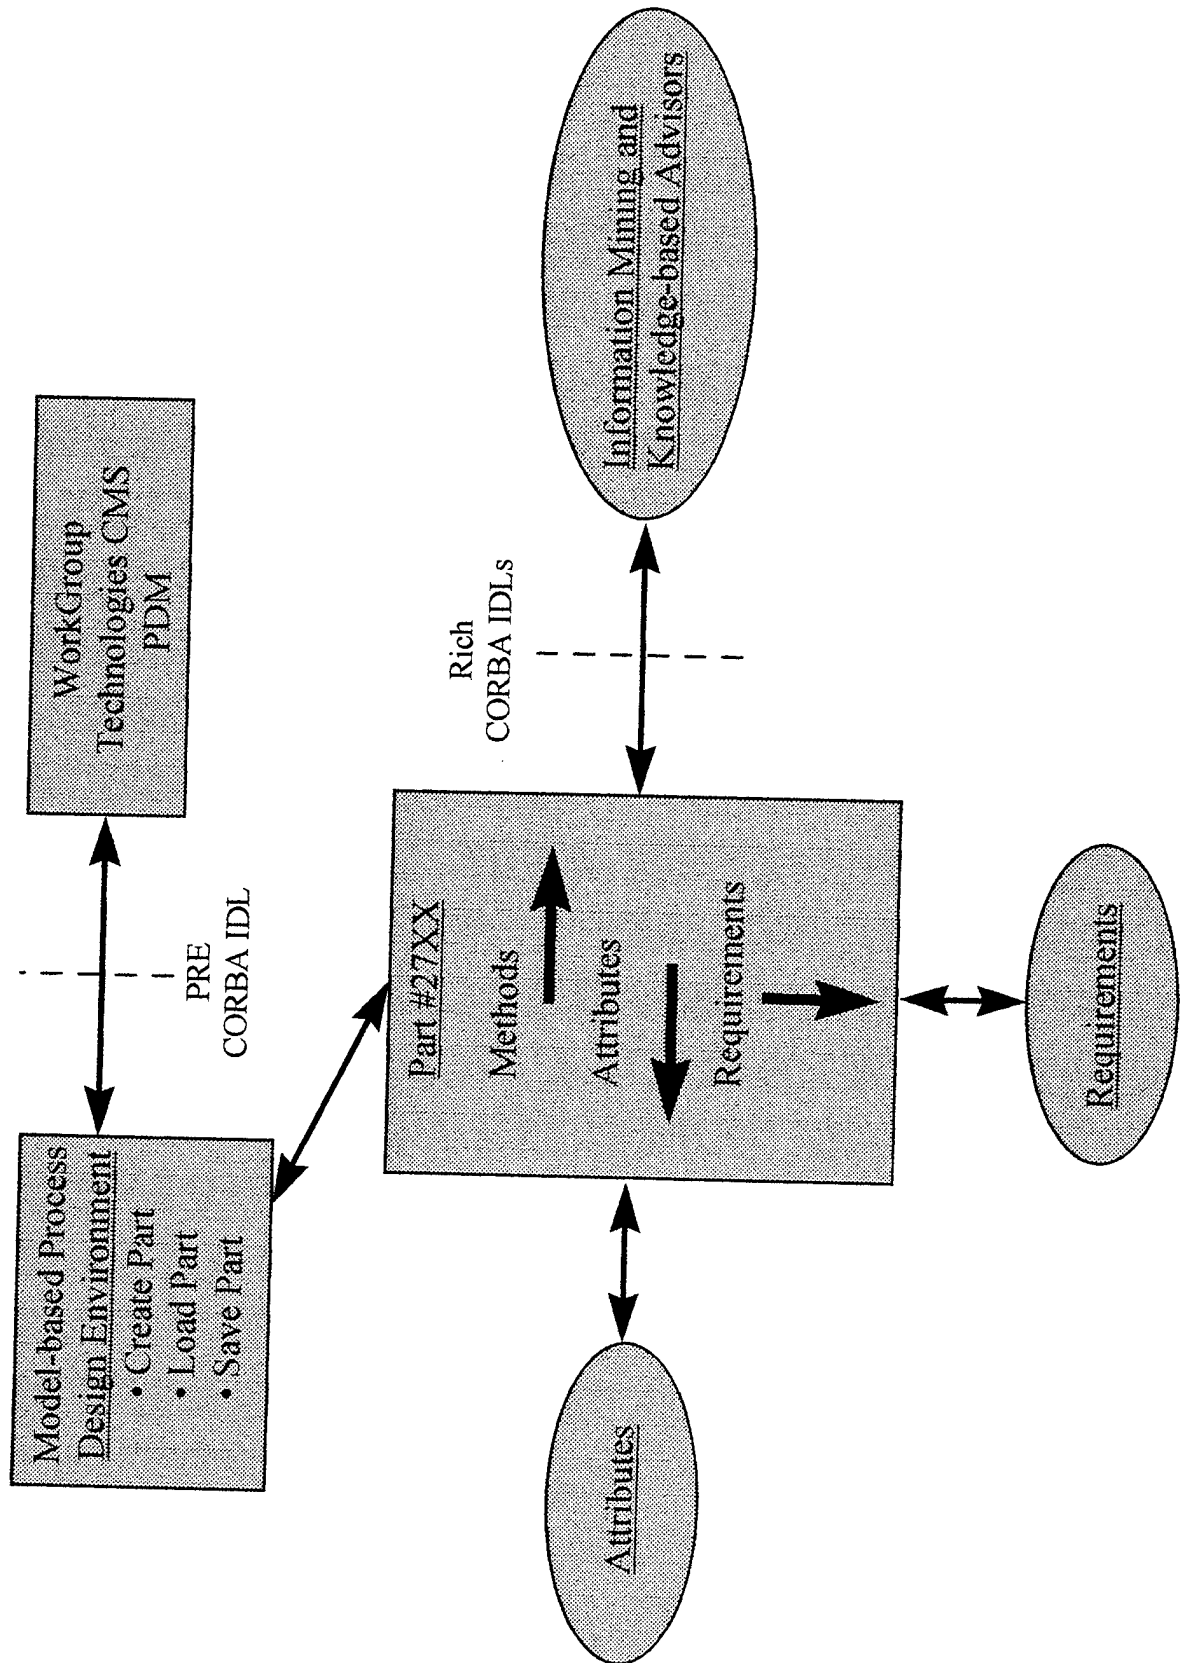 Model-based Process
Design Environment
• Create Part
• Load Part
• Save Part
PRE
CORBA IDL
WorkGroup
Technologies CMS
PDM
Part #27XX
Methods
Attributes
Requirements
Rich
CORBA IDLs
Attributes
Information Mining and
Knowledge-based Advisors
Requirements